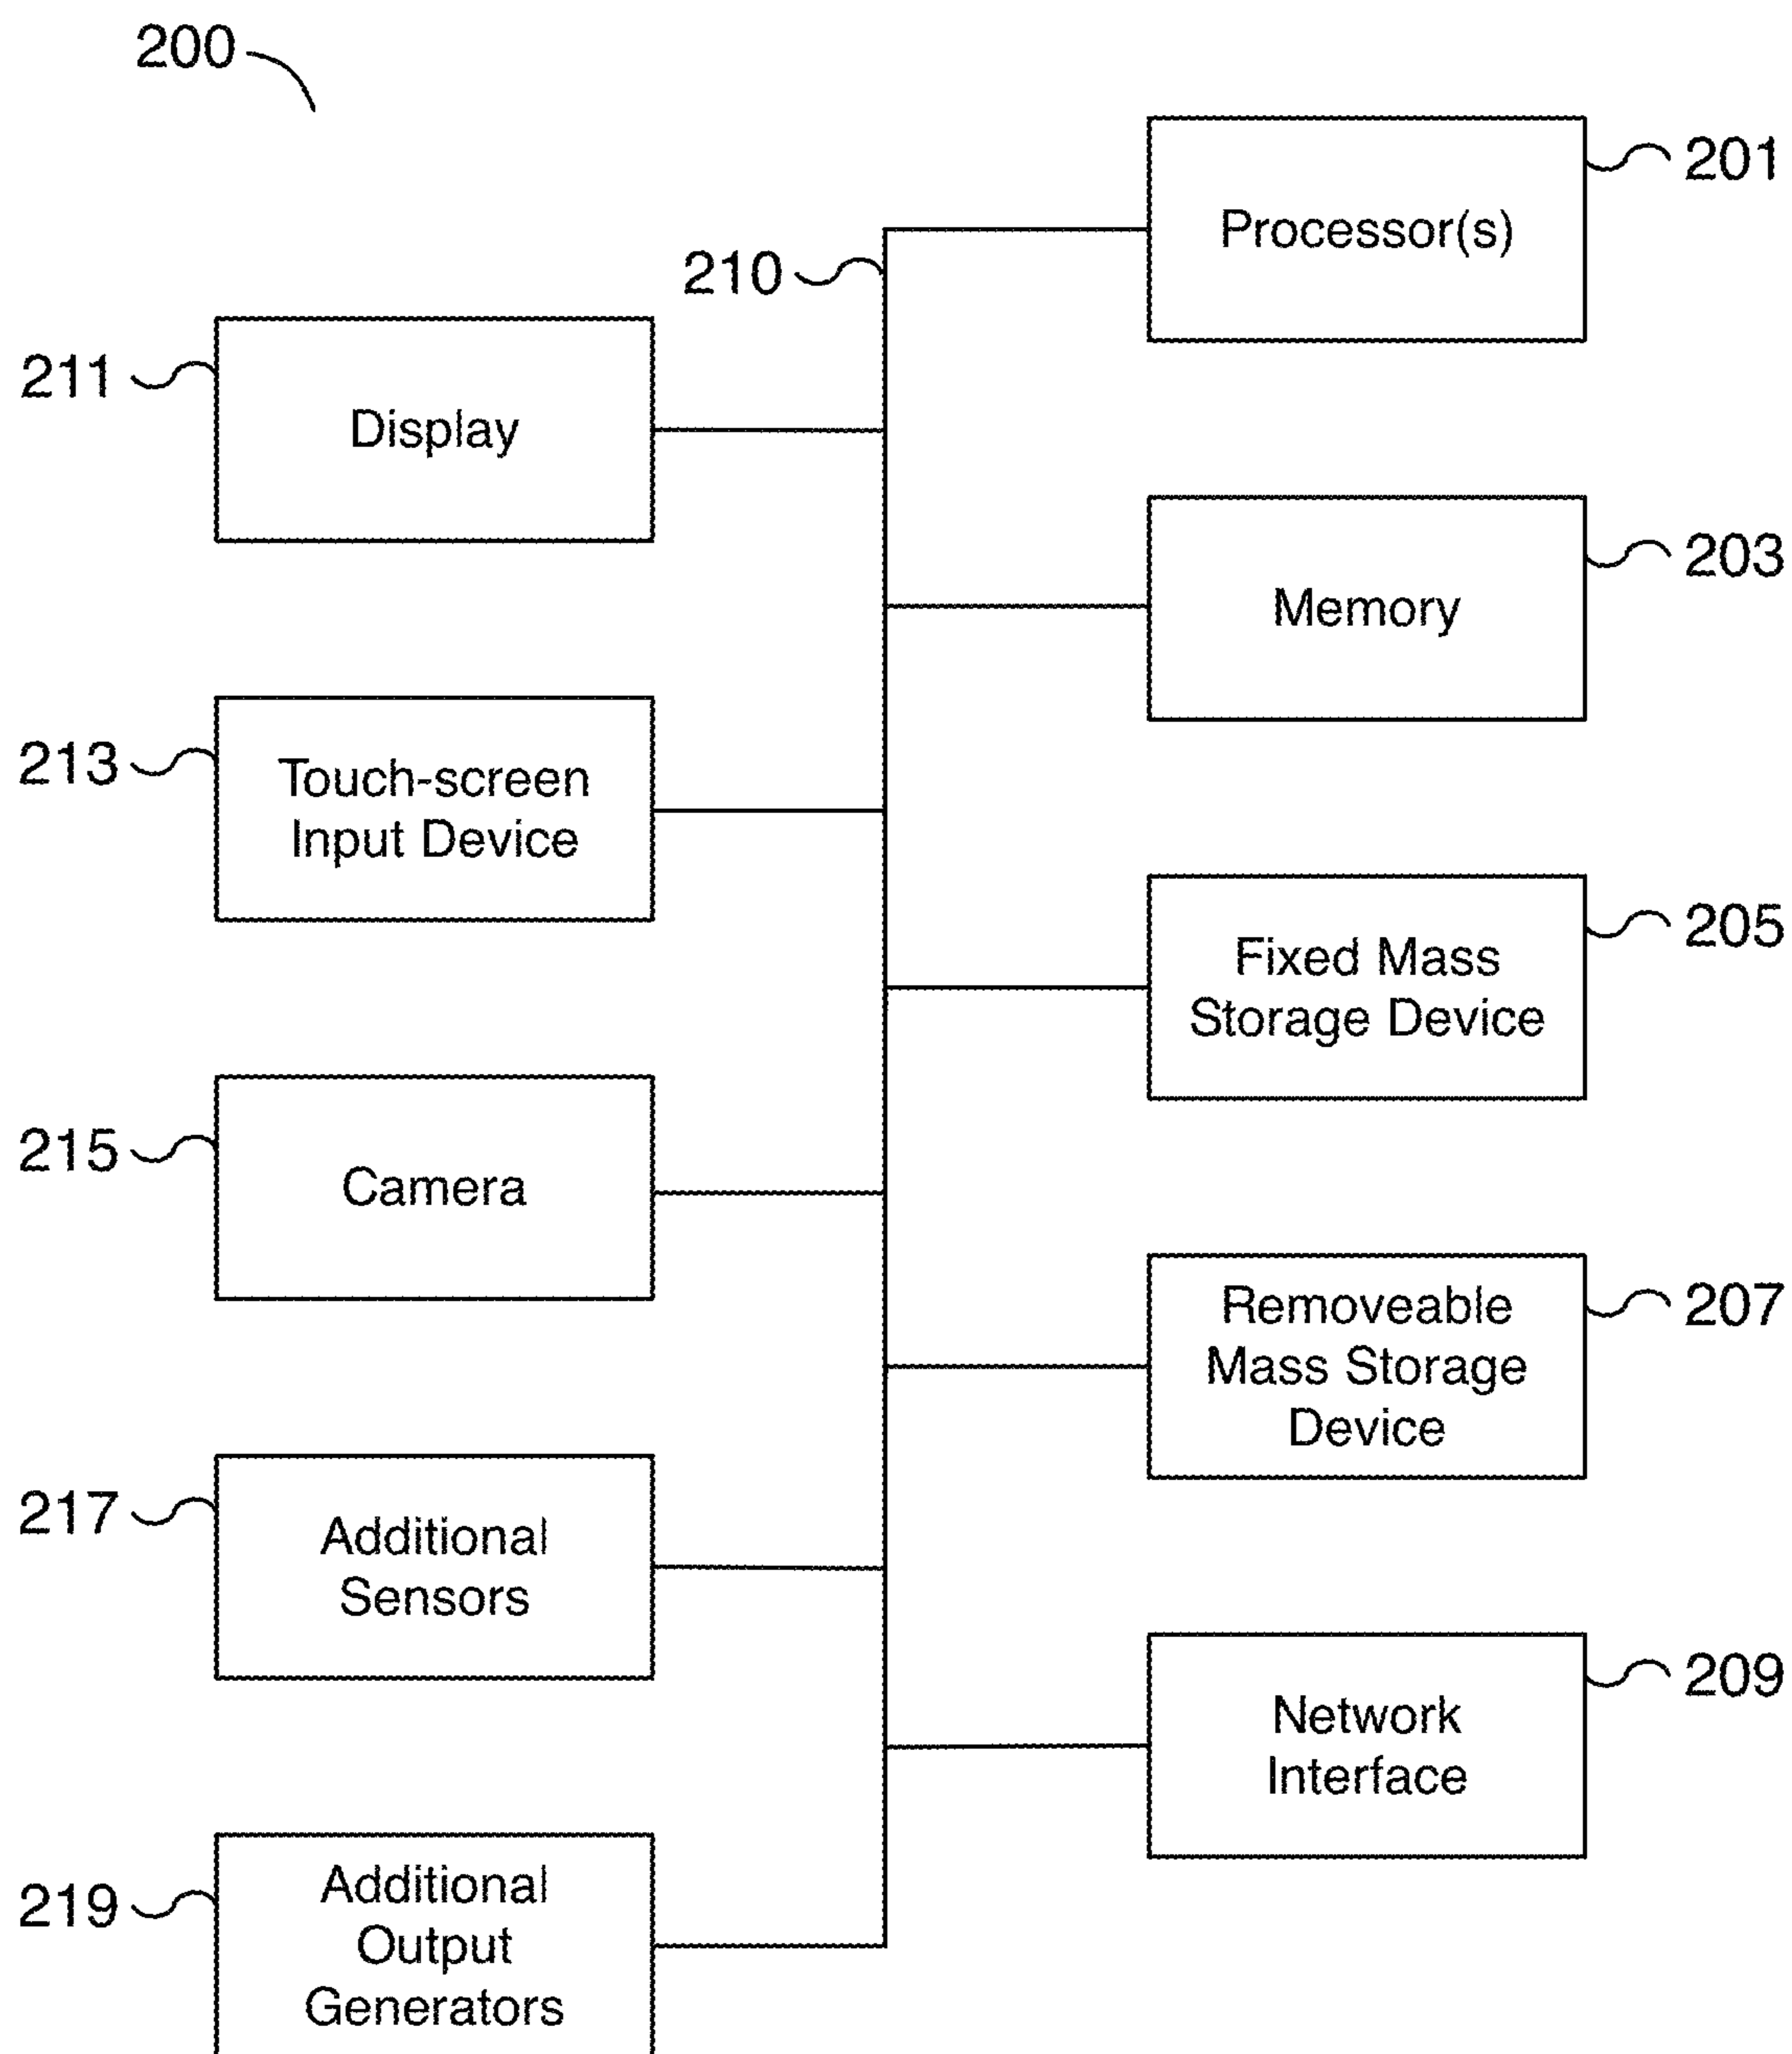 200
201
Processor(s)
210
211
Display
203
Memory
213
Touch-screen
Input Device
205
Fixed Mass
Storage Device
215
Camera
207
Removeable
Mass Storage
Device
217
Additional
Sensors
209
Network
Interface
219
Additional
Output
Generators